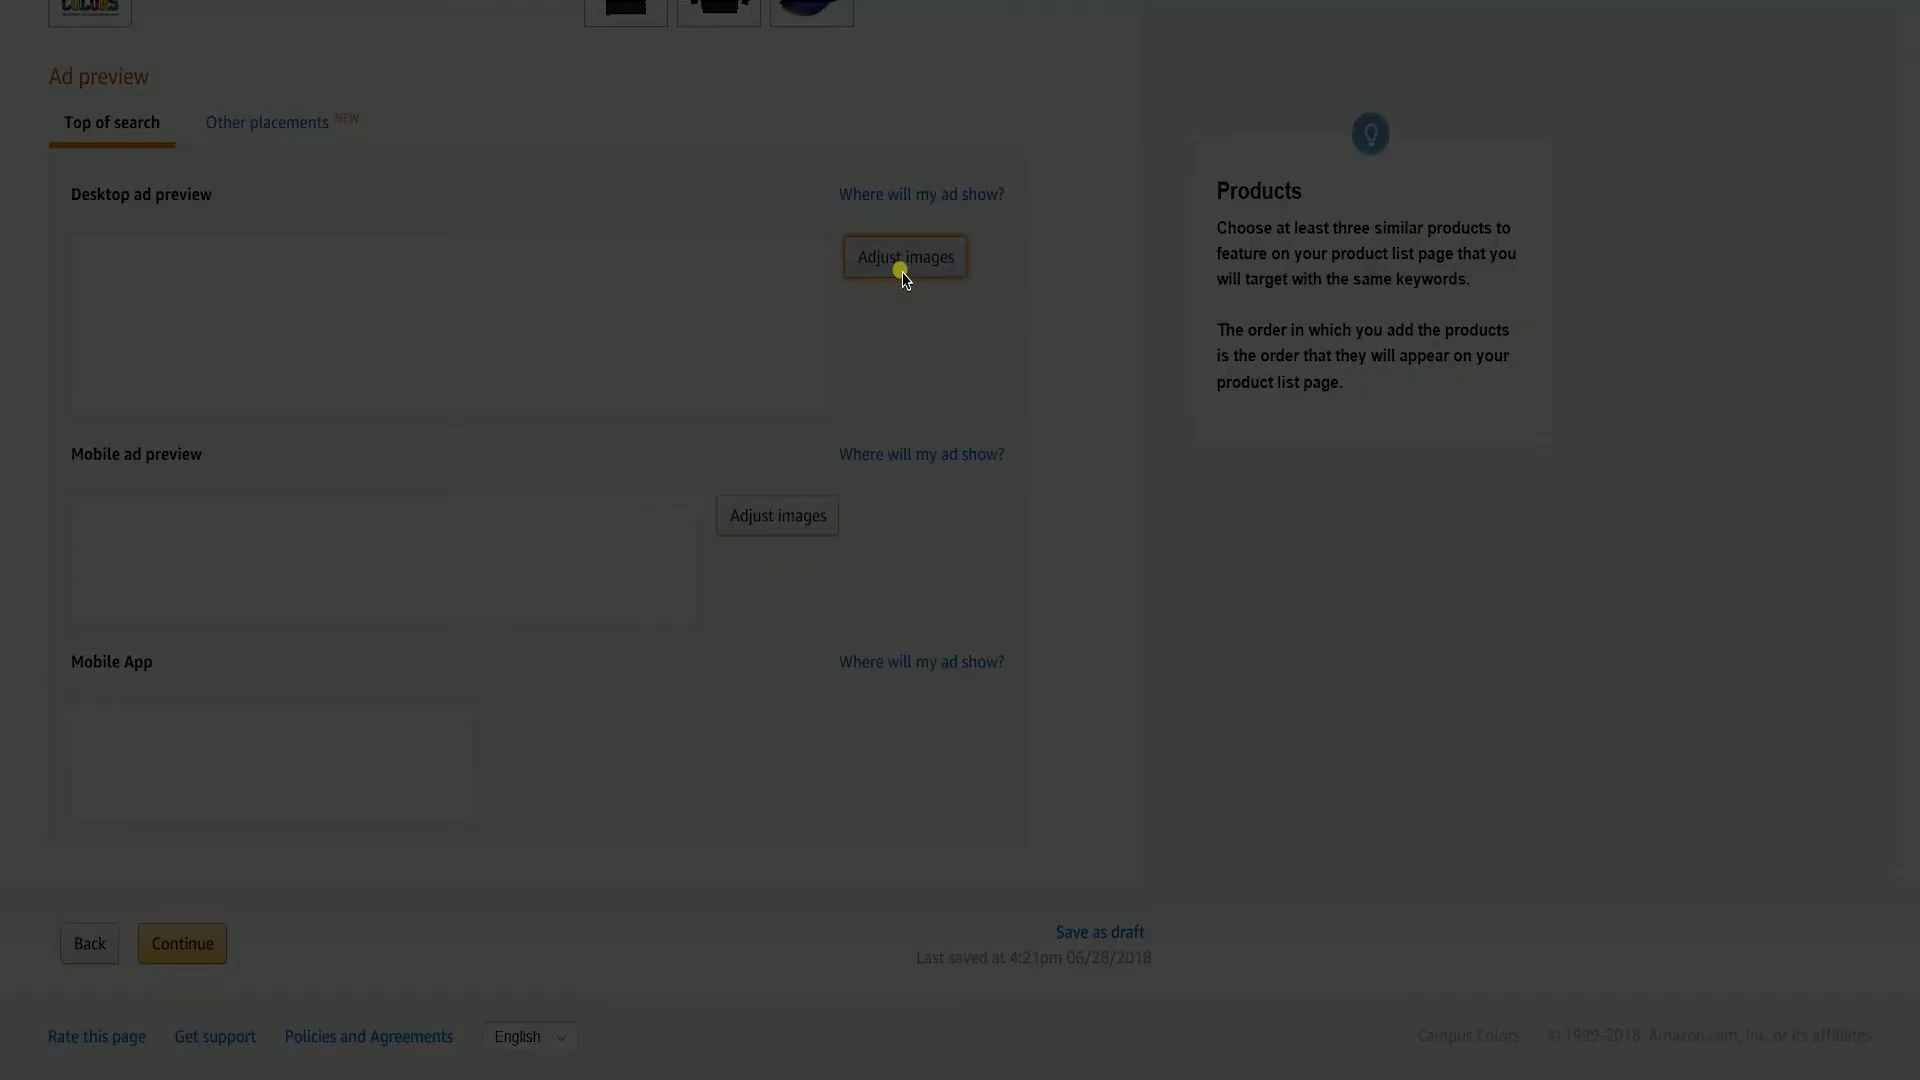 COLORS
Ad preview
Top of search
Other placements NEW
Desktop ad preview
Where will my ad show?
Adjust images
Mobile ad preview
Where will my ad show?
Adjust images
Mobile App
Where will my ad show?
Products
Choose at least three similar products to
feature on your product list page that you
will target with the same keywords.
The order in which you add the products
is the order that they will appear on your
product list page.
Back
Continue
Save as draft
Last saved at 4:21pm 06/28/2018
Rate this page
Get support
Policies and Agreements
English
Campus Colors
© 1999-2018, Amazon.com, Inc. or its affiliates.